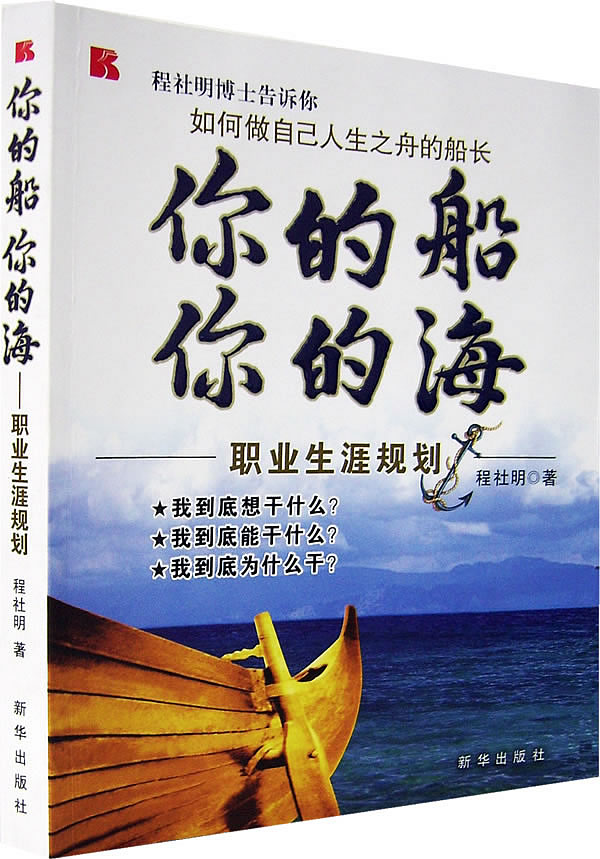 程社明博士告诉你
如何做自己人生之舟的船长
你的船
你的海
职业生涯规划
程社明◎著
★我到底想干什么?
★我到底能干什么?
★我到底为什么干?
新华出版社
你的船 你的海——职业生涯规划
程社明 著
新华出版社